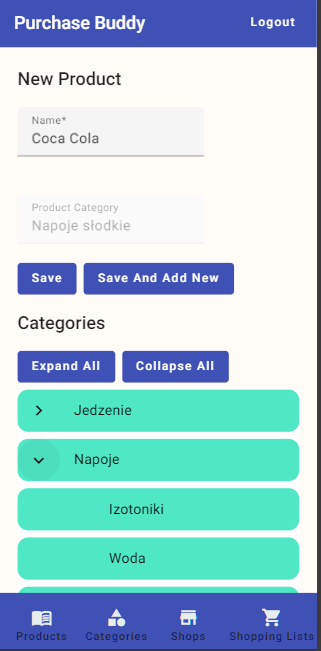 Purchase Buddy
Logout
New Product
Name*
Coca Cola
Product Category
Napoje słodkie
Save
Save And Add New
Categories
Expand All
Collapse All
Jedzenie
Napoje
Izotoniki
Woda
Products
Categories
Shops
Shopping Lists